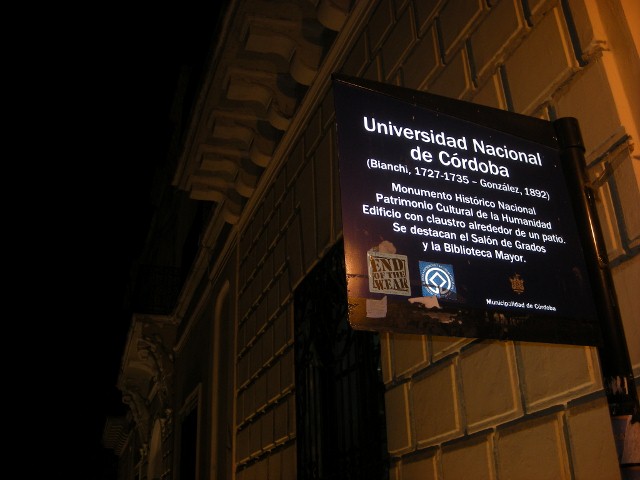 Universidad Nacional
de Córdoba
(Bianchi, 1727-1735 – González, 1892)
Monumento Histórico Nacional
Patrimonio Cultural de la Humanidad
Edificio con claustro alrededor de un patio.
Se destacan el Salón de Grados
y la Biblioteca Mayor.
END
OF THE
WEAK
Municipalidad de Córdoba